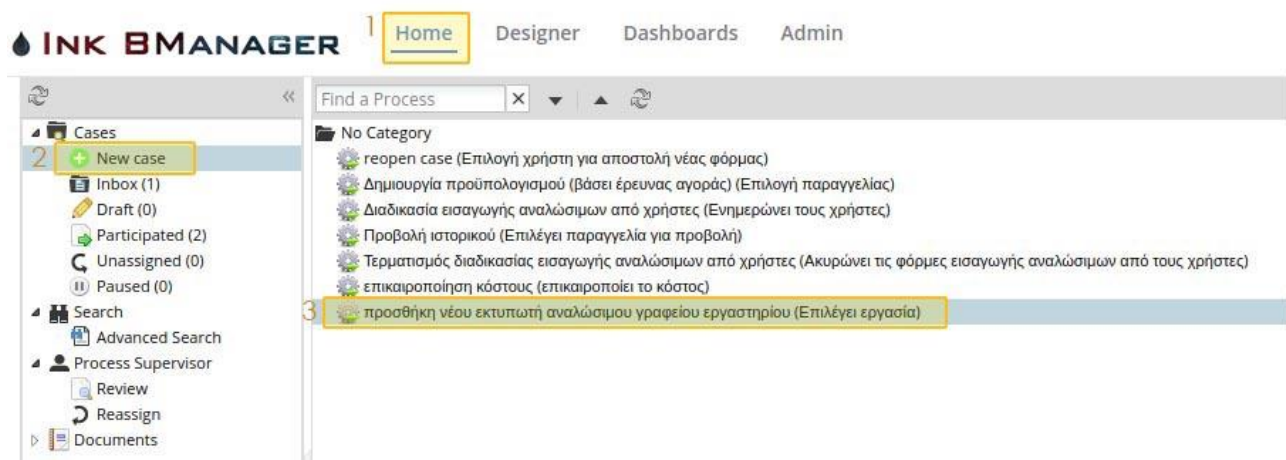 1
INK BMANAGER Home Designer Dashboards Admin
Find a Process
Cases
2 New case
Inbox (1)
Draft (0)
Participated (2)
Unassigned (0)
Paused (0)
Search
Advanced Search
Process Supervisor
Review
Reassign
Documents
No Category
reopen case (Επιλογή χρήστη για αποστολή νέας φόρμας)
Δημιουργία προϋπολογισμού (βάσει έρευνας αγοράς) (Επιλογή παραγγελίας)
Διαδικασία εισαγωγής αναλώσιμων από χρήστες (Ενημερώνει τους χρήστες)
Προβολή ιστορικού (Επιλέγει παραγγελία για προβολή)
Τερματισμός διαδικασίας εισαγωγής αναλώσιμων από χρήστες (Ακυρώνει τις φόρμες εισαγωγής αναλώσιμων από τους χρήστες)
επικαιροποίηση κόστους (επικαιροποίει το κόστος)
3 προσθήκη νέου εκτυπωτή αναλώσιμου γραφείου εργαστηρίου (Επιλέγει εργασία)